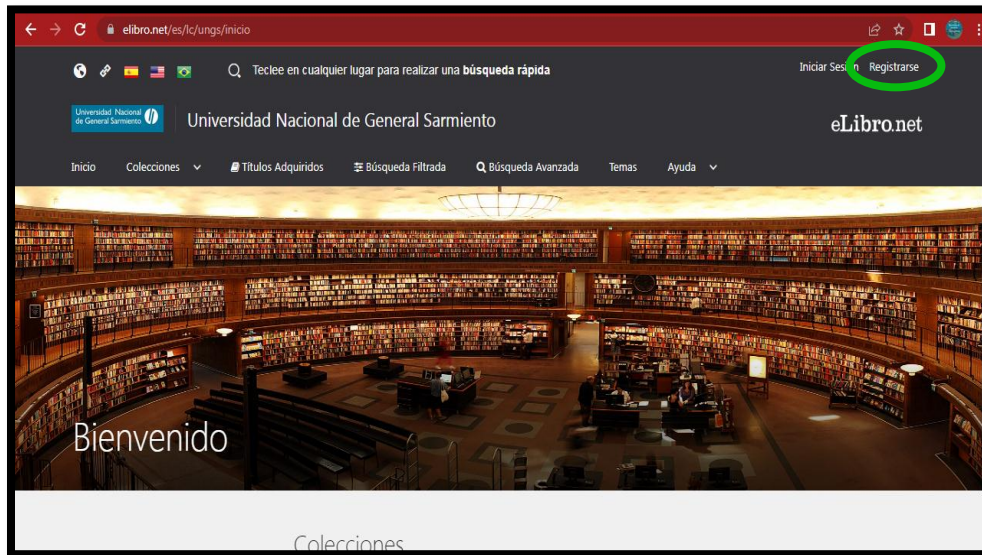 elibro.net/es/lc/ungs/inicio
Teclee en cualquier lugar para realizar una búsqueda rápida
Iniciar Sesión Registrarse
Universidad Nacional
de General Sarmiento
Universidad Nacional de General Sarmiento
eLibro.net
Inicio Colecciones Títulos Adquiridos Búsqueda Filtrada Búsqueda Avanzada Temas Ayuda
Bienvenido
Colecciones